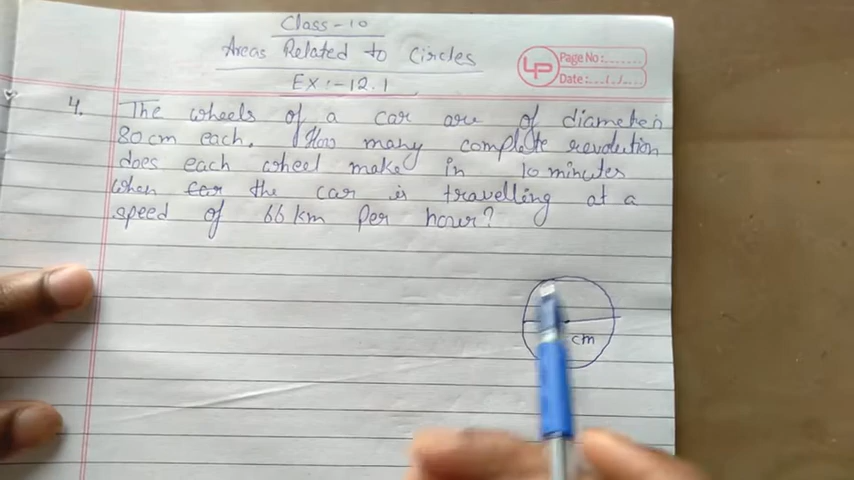 Class-10
Areas Related to Circles
Ex:-12.1
LP
Page No:.......
Date:...(./....
4. The wheels of a car are of diameter
80 cm each. How many complete revolution
does each wheel make in 10 minutes
when car the car is travelling at a
speed of 66 km per hour?
cm